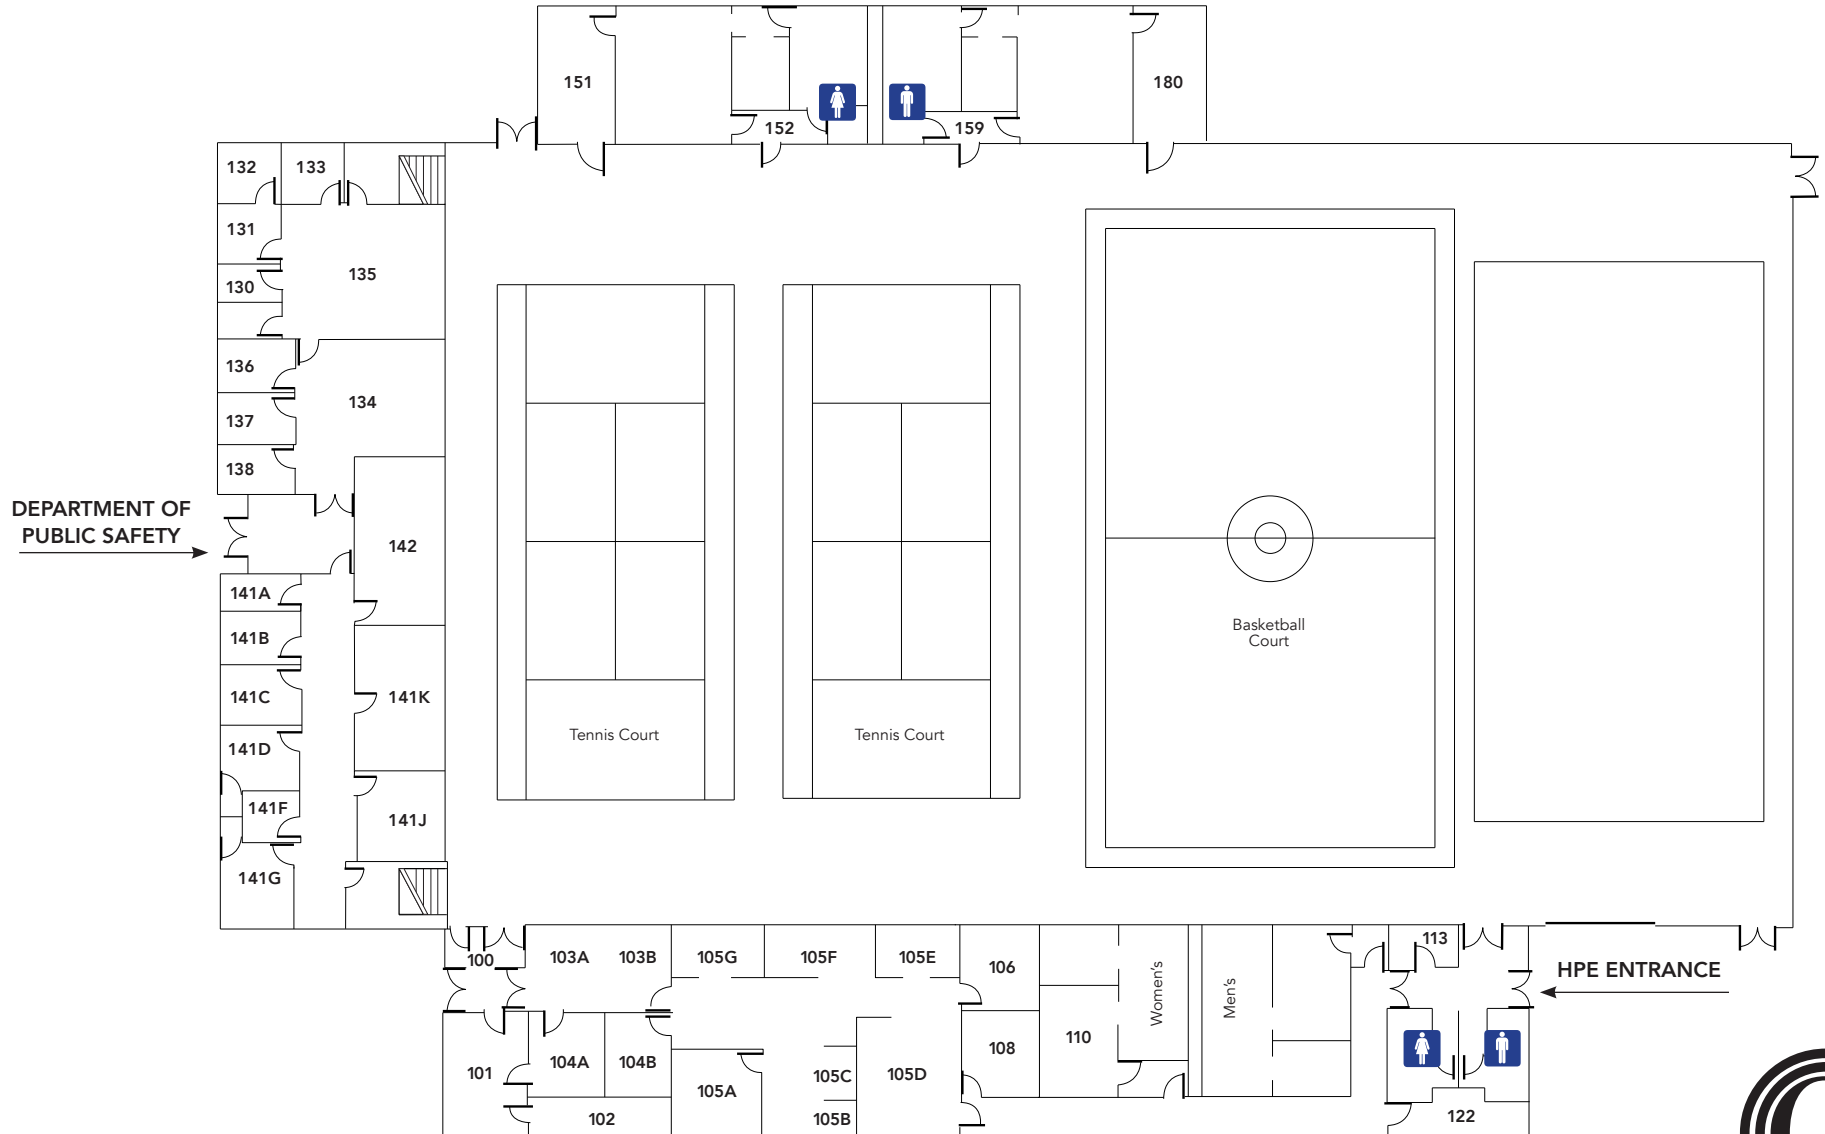 151
180
152
159
132
133
131
135
130
136
134
137
138
DEPARTMENT OF
PUBLIC SAFETY
142
141A
141B
141C
141K
141D
141F
141J
141G
Tennis Court
Tennis Court
Basketball
Court
100
103A
103B
105G
105F
105E
106
Women's
Men's
113
HPE ENTRANCE
101
104A
104B
105A
105C
105D
108
110
102
105B
122